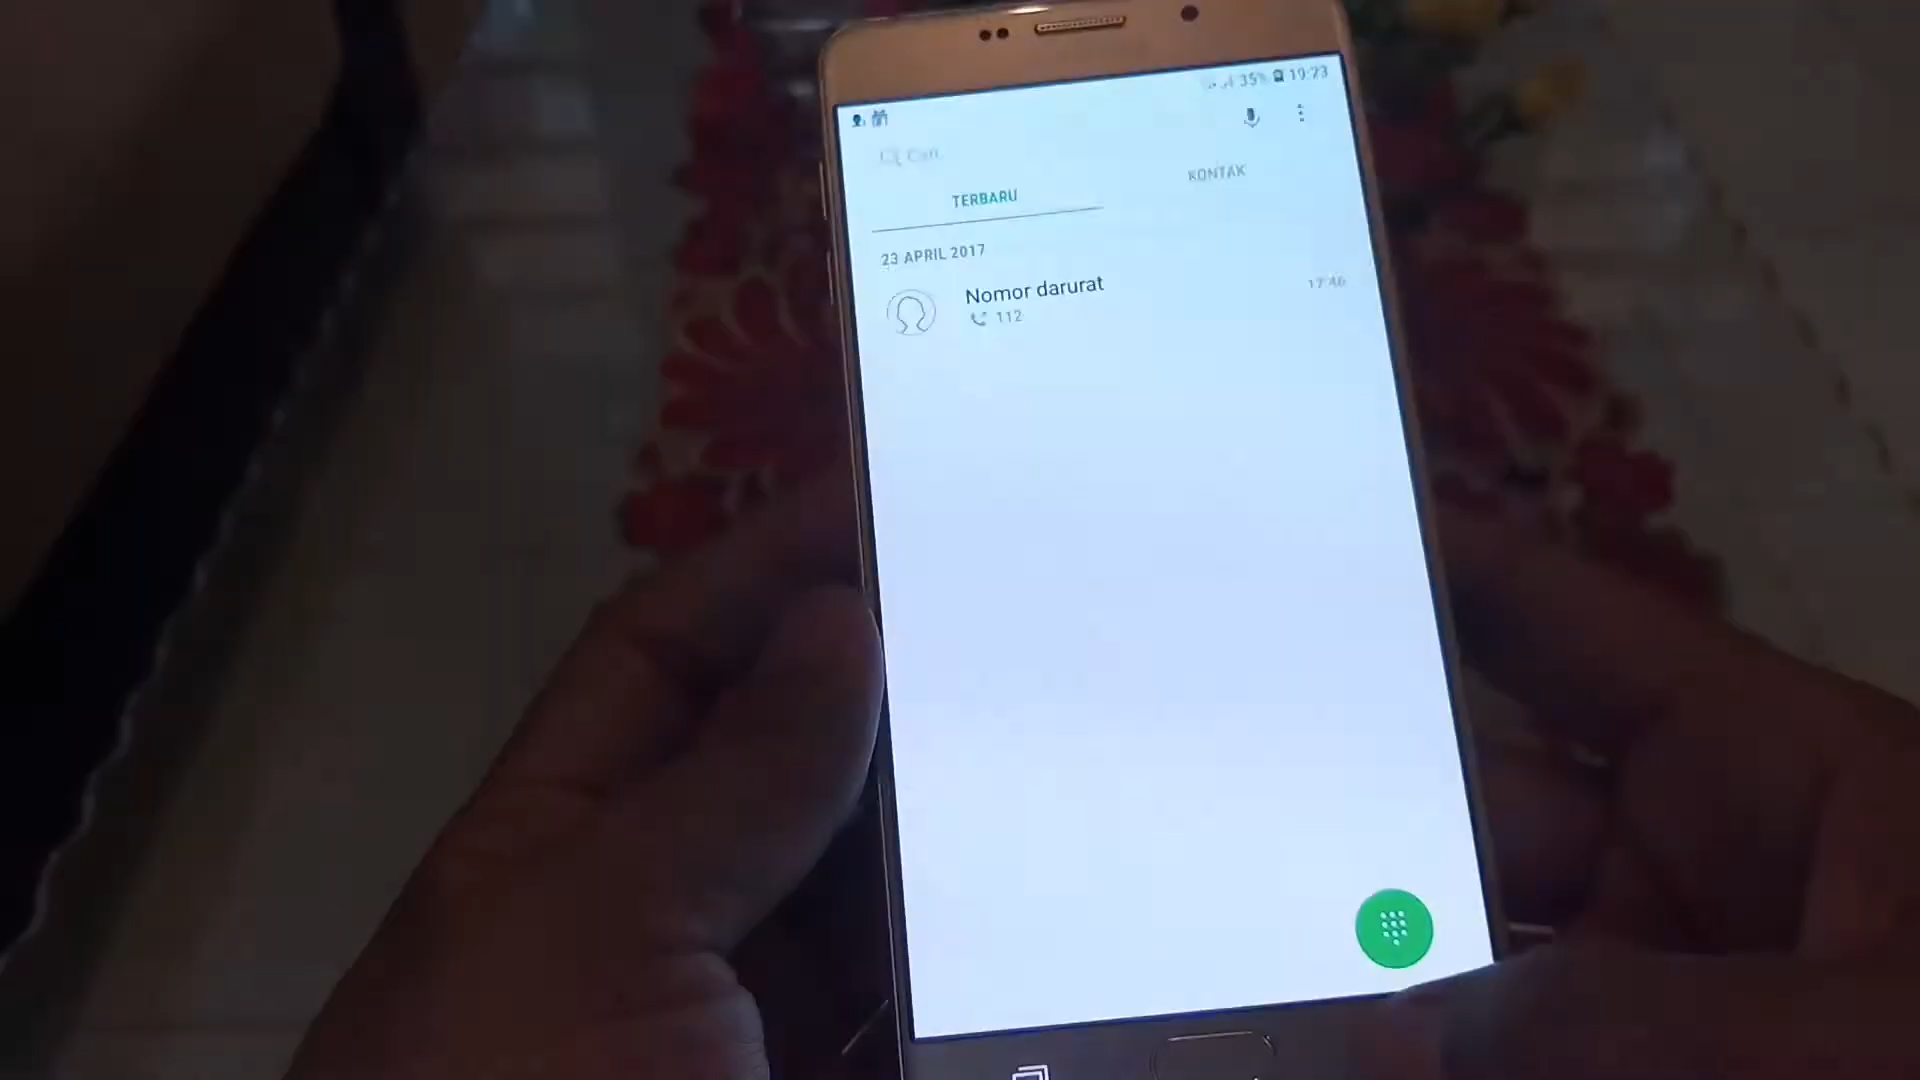 35% 19:23
Cari
TERBARU
KONTAK
23 APRIL 2017
Nomor darurat
17:46
112